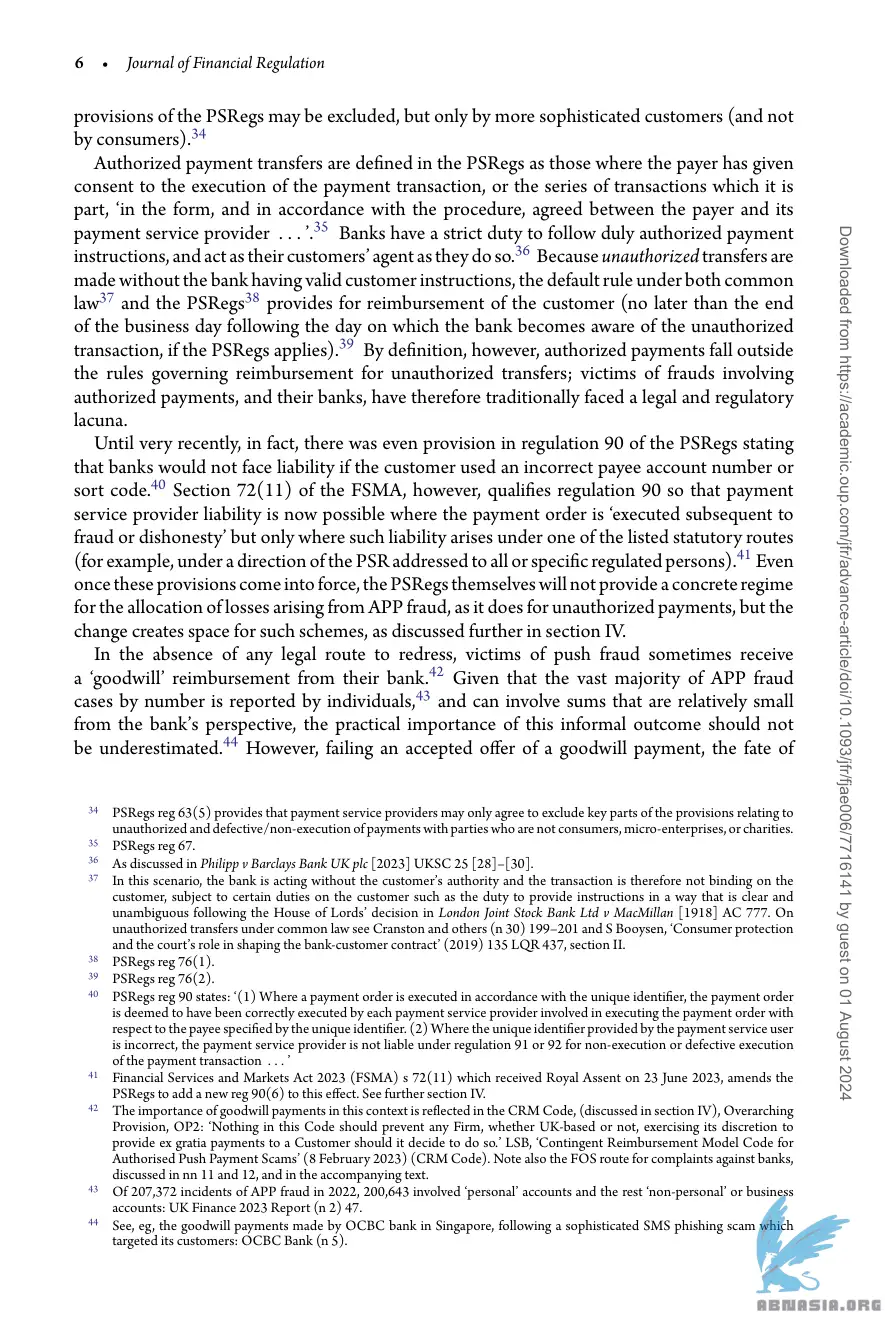 6 • Journal of Financial Regulation
provisions of the PSRegs may be excluded, but only by more sophisticated customers (and not
by consumers).34
Authorized payment transfers are defined in the PSRegs as those where the payer has given
consent to the execution of the payment transaction, or the series of transactions which it is
part, ‘in the form, and in accordance with the procedure, agreed between the payer and its
payment service provider . . . ’.35 Banks have a strict duty to follow duly authorized payment
instructions, and act as their customers’ agent as they do so.36 Because unauthorized transfers are
made without the bank having valid customer instructions, the default rule under both common
law37 and the PSRegs38 provides for reimbursement of the customer (no later than the end
of the business day following the day on which the bank becomes aware of the unauthorized
transaction, if the PSRegs applies).39 By definition, however, authorized payments fall outside
the rules governing reimbursement for unauthorized transfers; victims of frauds involving
authorized payments, and their banks, have therefore traditionally faced a legal and regulatory
lacuna.
Until very recently, in fact, there was even provision in regulation 90 of the PSRegs stating
that banks would not face liability if the customer used an incorrect payee account number or
sort code.40 Section 72(11) of the FSMA, however, qualifies regulation 90 so that payment
service provider liability is now possible where the payment order is ‘executed subsequent to
fraud or dishonesty’ but only where such liability arises under one of the listed statutory routes
(for example, under a direction of the PSR addressed to all or specific regulated persons).41 Even
once these provisions come into force, the PSRegs themselves will not provide a concrete regime
for the allocation of losses arising from APP fraud, as it does for unauthorized payments, but the
change creates space for such schemes, as discussed further in section IV.
In the absence of any legal route to redress, victims of push fraud sometimes receive
a ‘goodwill’ reimbursement from their bank.42 Given that the vast majority of APP fraud
cases by number is reported by individuals,43 and can involve sums that are relatively small
from the bank’s perspective, the practical importance of this informal outcome should not
be underestimated.44 However, failing an accepted offer of a goodwill payment, the fate of
34 PSRegs reg 63(5) provides that payment service providers may only agree to exclude key parts of the provisions relating to
unauthorized and defective/non-execution of payments with parties who are not consumers, micro-enterprises, or charities.
35 PSRegs reg 67.
36 As discussed in Philipp v Barclays Bank UK plc [2023] UKSC 25 [28]–[30].
37 In this scenario, the bank is acting without the customer’s authority and the transaction is therefore not binding on the
customer, subject to certain duties on the customer such as the duty to provide instructions in a way that is clear and
unambiguous following the House of Lords’ decision in London Joint Stock Bank Ltd v MacMillan [1918] AC 777. On
unauthorized transfers under common law see Cranston and others (n 30) 199–201 and S Booysen, ‘Consumer protection
and the court’s role in shaping the bank-customer contract’ (2019) 135 LQR 437, section II.
38 PSRegs reg 76(1).
39 PSRegs reg 76(2).
40 PSRegs reg 90 states: ‘(1) Where a payment order is executed in accordance with the unique identifier, the payment order
is deemed to have been correctly executed by each payment service provider involved in executing the payment order with
respect to the payee specified by the unique identifier. (2) Where the unique identifier provided by the payment service user
is incorrect, the payment service provider is not liable under regulation 91 or 92 for non-execution or defective execution
of the payment transaction . . . ’
41 Financial Services and Markets Act 2023 (FSMA) s 72(11) which received Royal Assent on 23 June 2023, amends the
PSRegs to add a new reg 90(6) to this effect. See further section IV.
42 The importance of goodwill payments in this context is reflected in the CRM Code, (discussed in section IV), Overarching
Provision, OP2: ‘Nothing in this Code should prevent any Firm, whether UK-based or not, exercising its discretion to
provide ex gratia payments to a Customer should it decide to do so.’ LSB, ‘Contingent Reimbursement Model Code for
Authorised Push Payment Scams’ (8 February 2023) (CRM Code). Note also the FOS route for complaints against banks,
discussed in nn 11 and 12, and in the accompanying text.
43 Of 207,372 incidents of APP fraud in 2022, 200,643 involved ‘personal’ accounts and the rest ‘non-personal’ or business
accounts: UK Finance 2023 Report (n 2) 47.
44 See, eg, the goodwill payments made by OCBC bank in Singapore, following a sophisticated SMS phishing scam which
targeted its customers: OCBC Bank (n 5).
Downloaded from https://academic.oup.com/jfr/advance-article/doi/10.1093/jfr/fjae006/7716141 by guest on 01 August 2024
ABNASIA.ORG